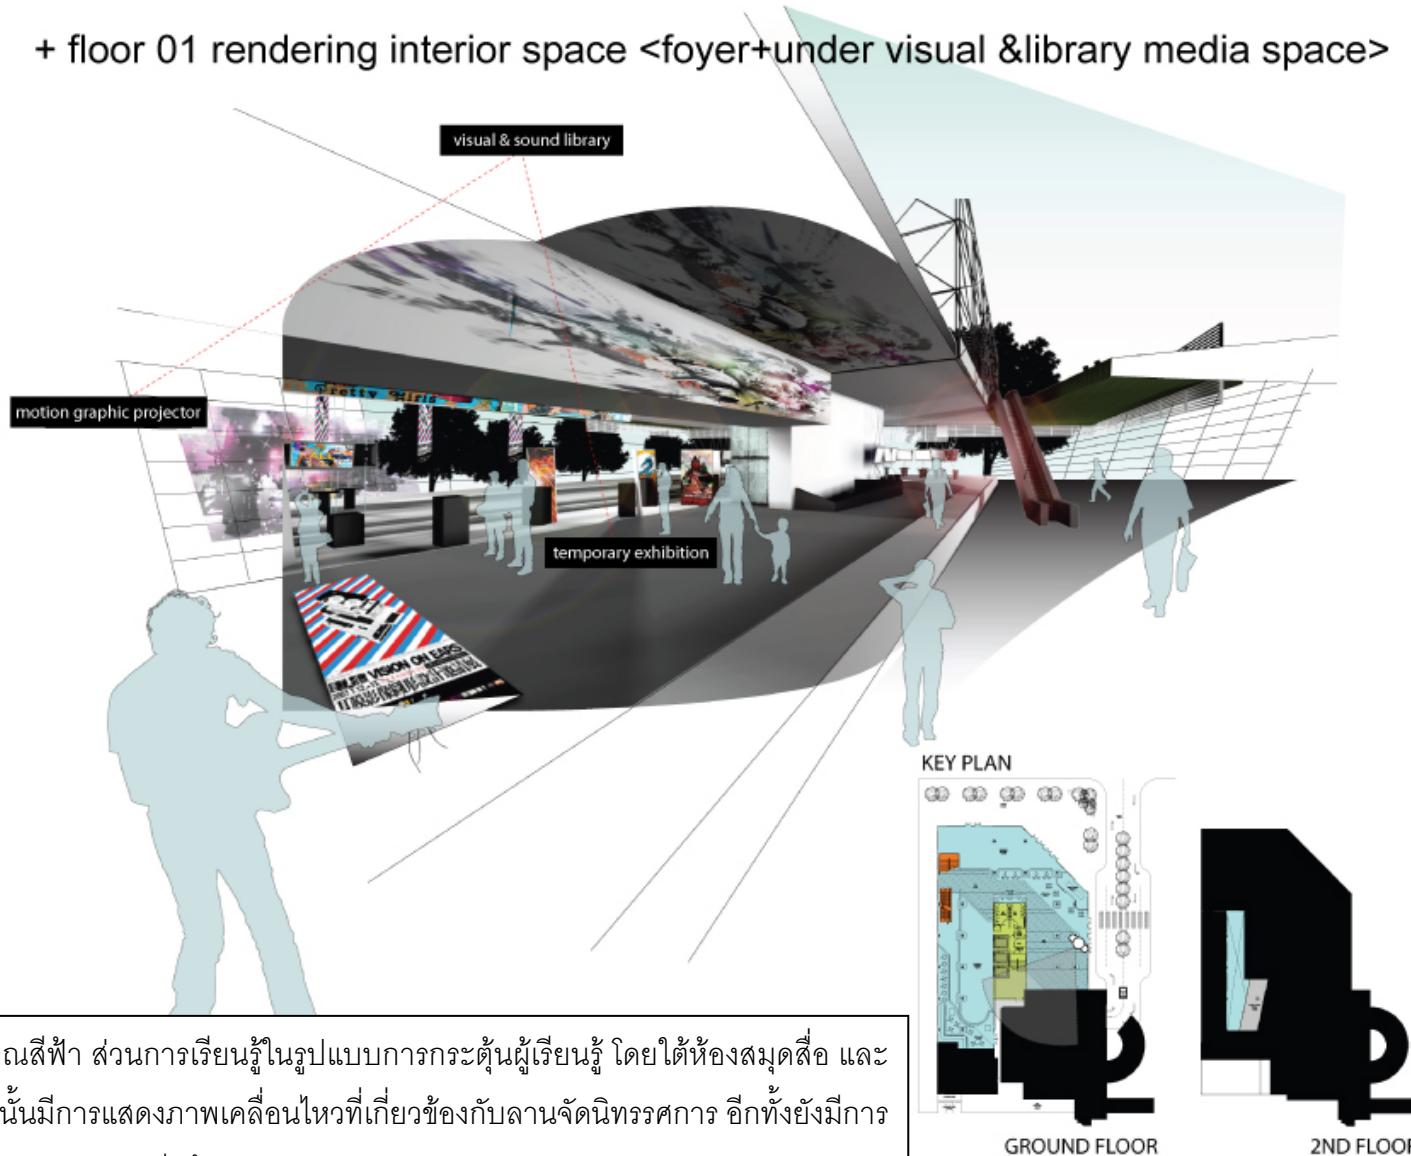 + floor 01 rendering interior space <foyer+under visual &library media space>
visual & sound library
motion graphic projector
temporary exhibition
VISION ON EARS
KEY PLAN
ณสีฟ้า ส่วนการเรียนรู้ในรูปแบบการกระตุ้นผู้เรียนรู้ โดยใต้ห้องสมุดสื่อ และ
นั้นมีการแสดงภาพเคลื่อนไหวที่เกี่ยวข้องกับลานจัดนิทรรศการ อีกทั้งยังมีการ
GROUND FLOOR
2ND FLOOR